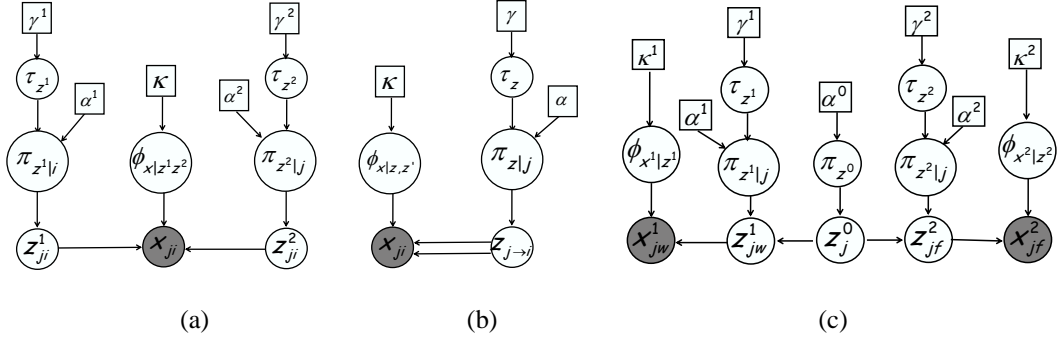 γ¹ γ² γ κ¹ γ¹ γ² κ²
τ_{z¹} κ τ_{z²} κ τ_z τ_{z¹} α⁰ τ_{z²}
α¹ α² α α¹ α²
π_{z¹|i} ϕ_{x|z¹z²} π_{z²|j} ϕ_{x|z,z'} π_{z|j} ϕ_{x¹|z¹} π_{z¹|j} π_{z⁰} π_{z²|j} ϕ_{x²|z²}
z¹_{ji} x_{ji} z²_{ji} x_{ji} z_{j→i} x¹_{jw} z¹_{jw} z⁰_j z²_{jf} x²_{jf}
(a) (b) (c)